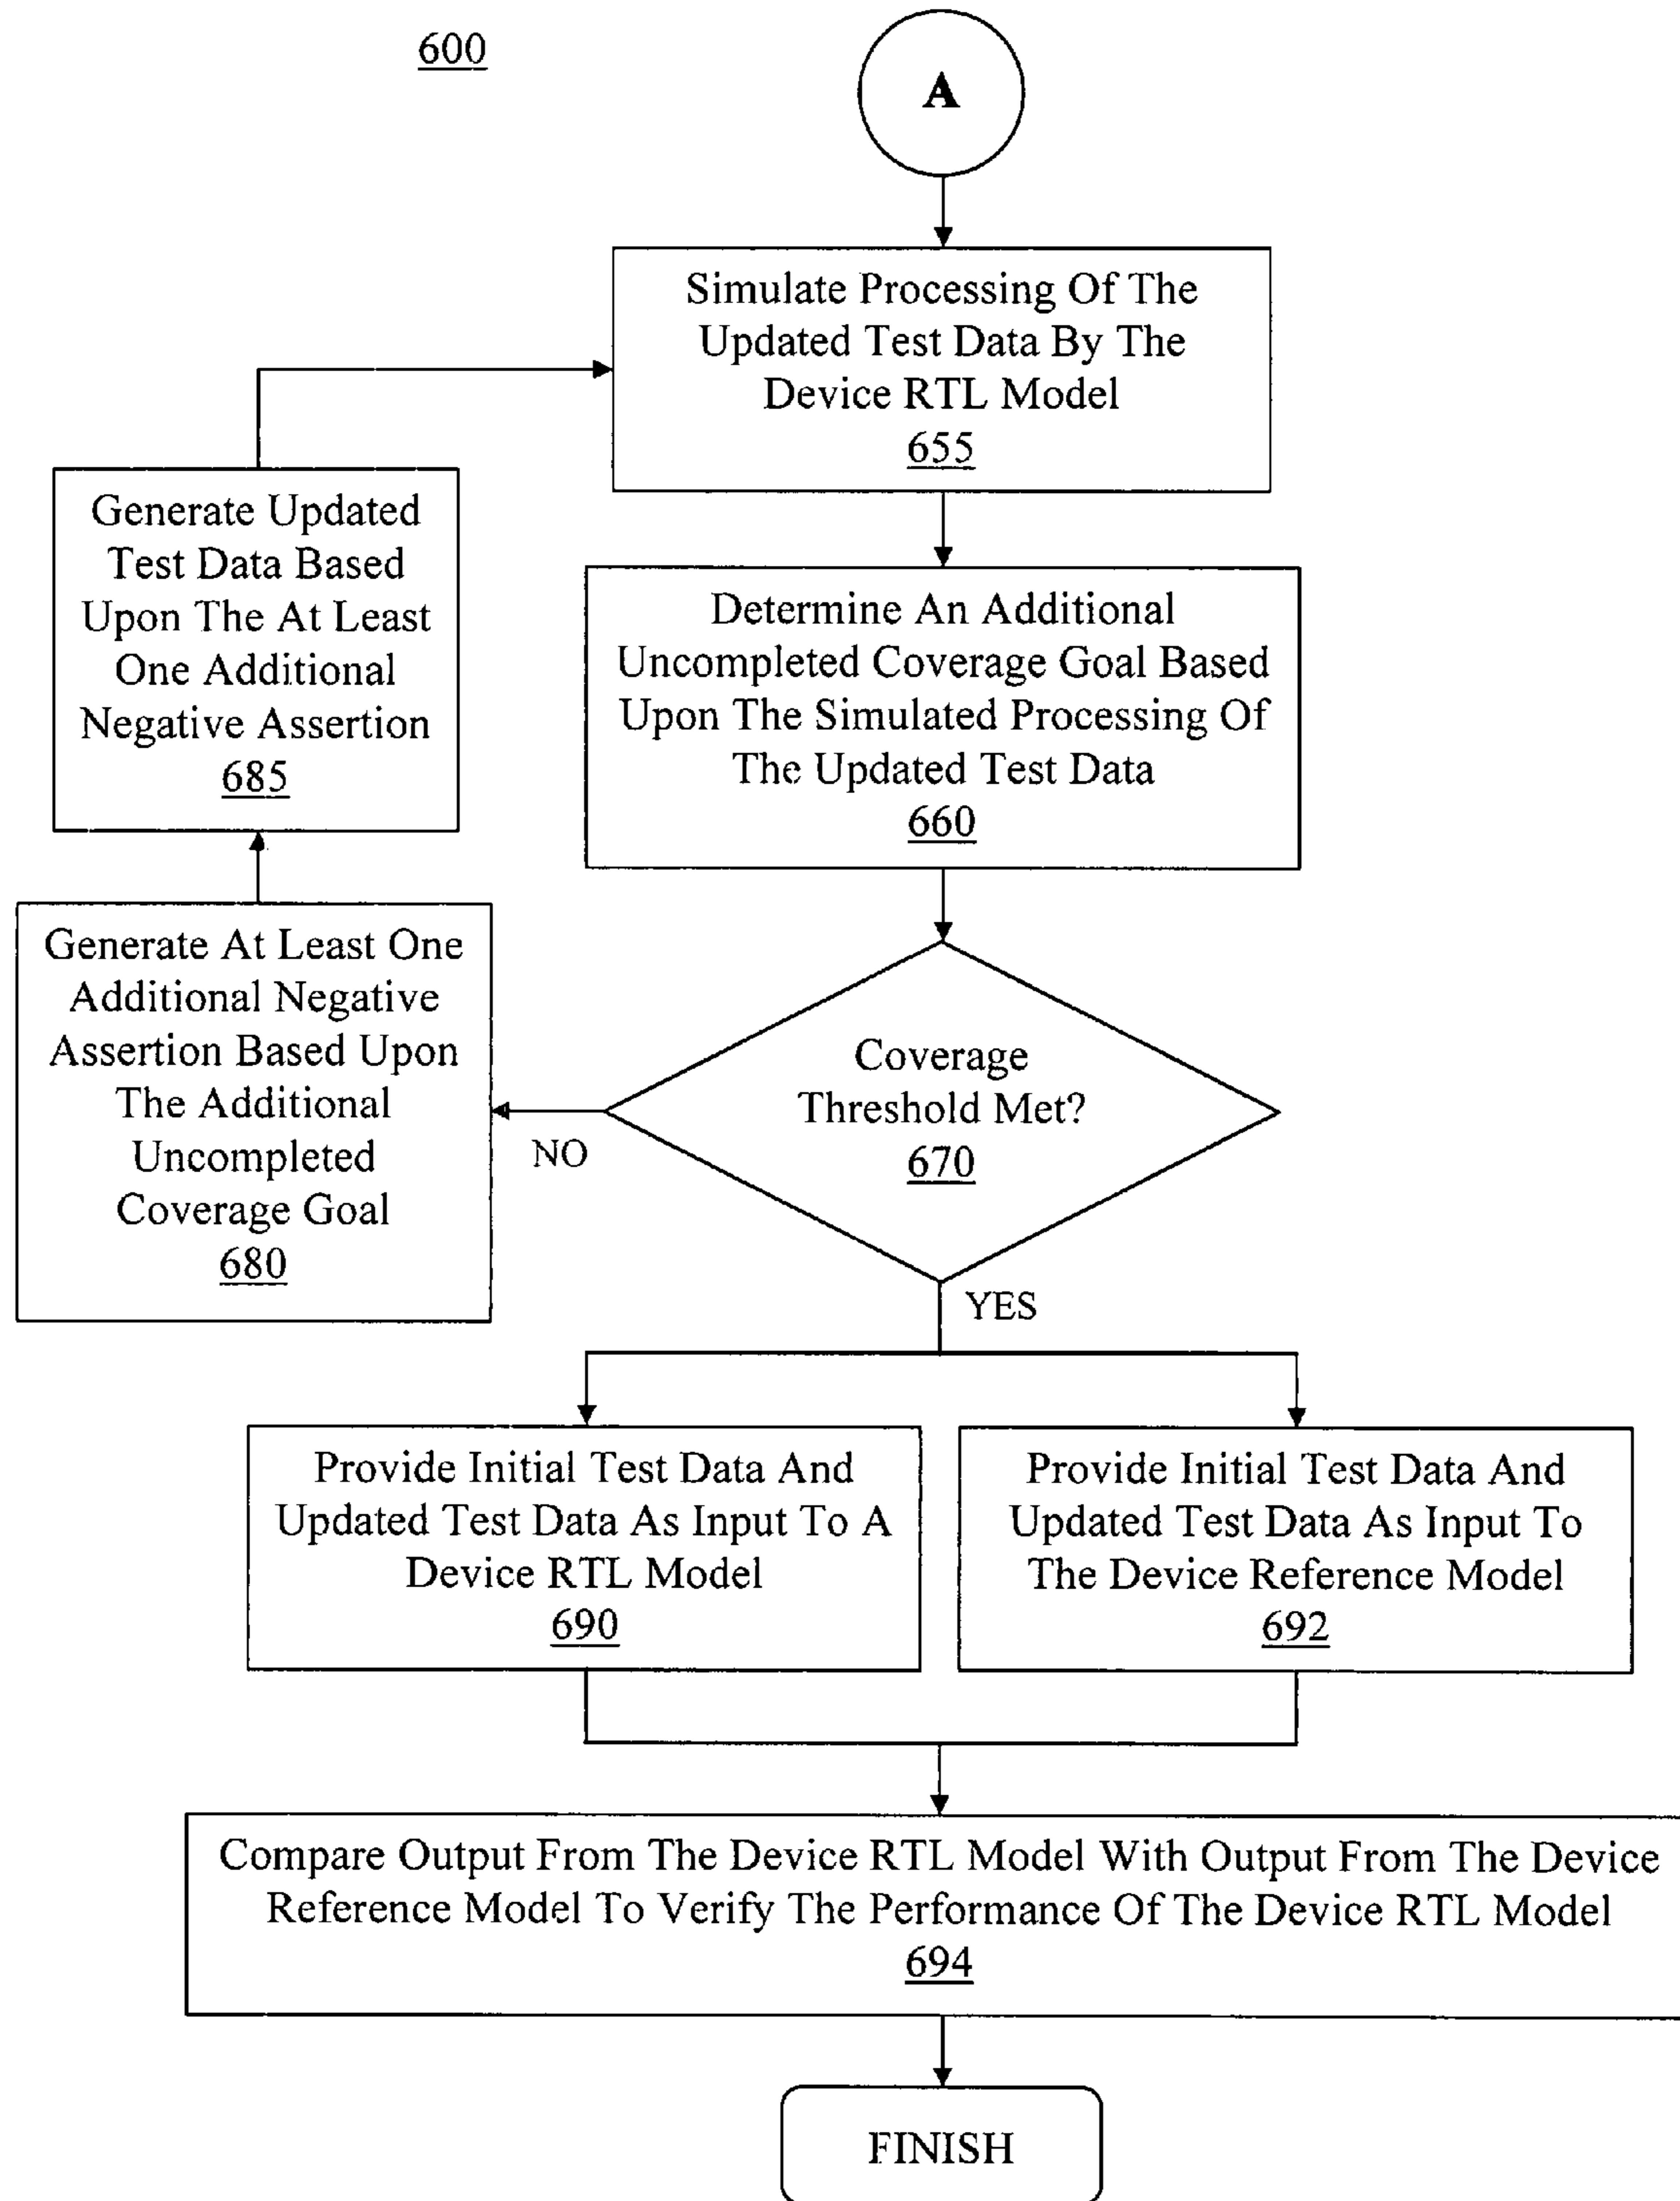 600
A
Simulate Processing Of The
Updated Test Data By The
Device RTL Model
655
Generate Updated
Test Data Based
Upon The At Least
One Additional
Negative Assertion
685
Determine An Additional
Uncompleted Coverage Goal Based
Upon The Simulated Processing Of
The Updated Test Data
660
Generate At Least One
Additional Negative
Assertion Based Upon
The Additional
Uncompleted
Coverage Goal
680
Coverage
Threshold Met?
670
NO
YES
Provide Initial Test Data And
Updated Test Data As Input To A
Device RTL Model
690
Provide Initial Test Data And
Updated Test Data As Input To
The Device Reference Model
692
Compare Output From The Device RTL Model With Output From The Device
Reference Model To Verify The Performance Of The Device RTL Model
694
FINISH